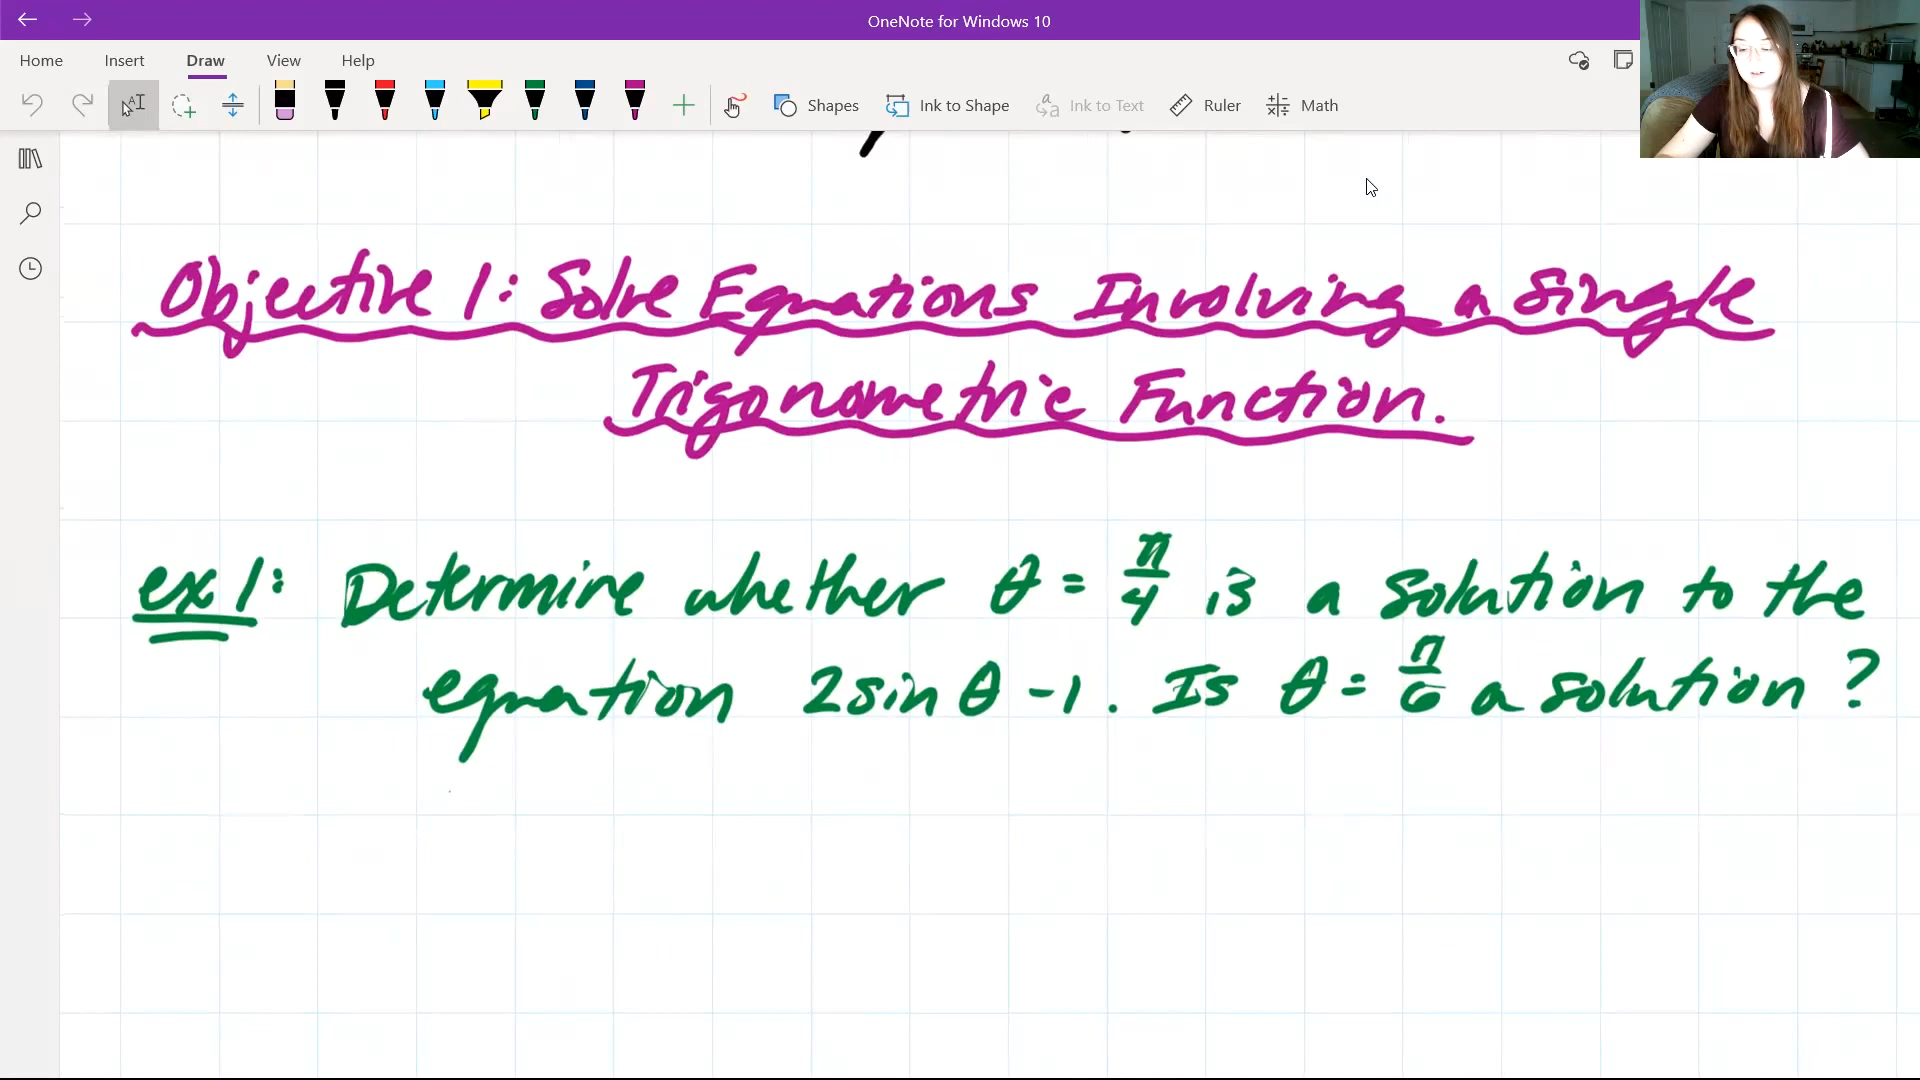 OneNote for Windows 10
Home Insert Draw View Help
Shapes Ink to Shape Ink to Text Ruler Math
Objective 1: Solve Equations Involving a Single
Trigonometric Function.
ex 1: Determine whether θ = π/4 is a solution to the
equation 2sin θ - 1. Is θ = π/6 a solution?